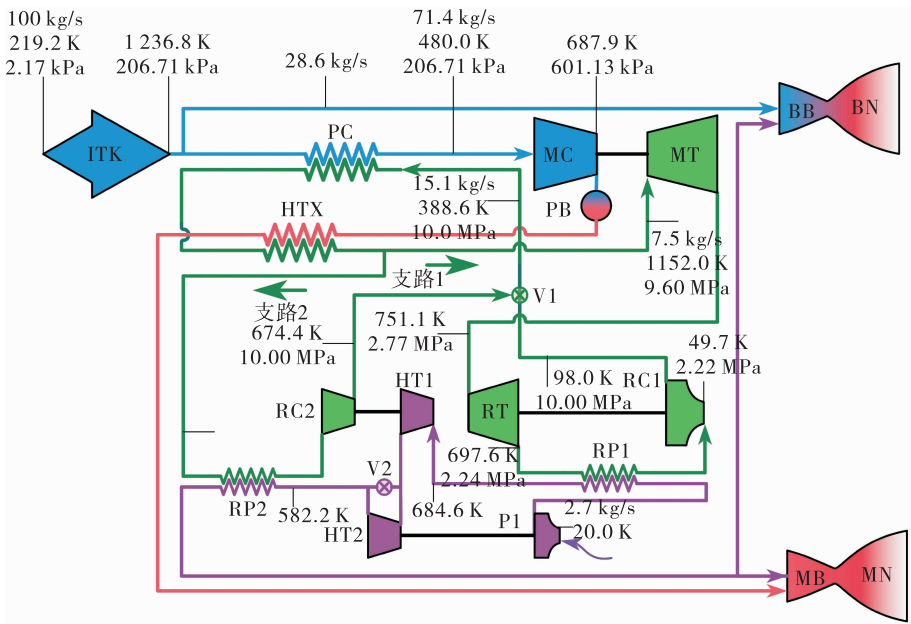 100 kg/s
219.2 K
2.17 kPa
1 236.8 K
206.71 kPa
28.6 kg/s
71.4 kg/s
480.0 K
206.71 kPa
687.9 K
601.13 kPa
BB
BN
ITK
PC
MC
MT
PB
15.1 kg/s
388.6 K
10.0 MPa
HTX
7.5 kg/s
1152.0 K
9.60 MPa
支路1
支路2
V1
674.4 K
10.00 MPa
751.1 K
2.77 MPa
49.7 K
2.22 MPa
HT1
98.0 K
10.00 MPa
RC1
RC2
RT
697.6 K
2.24 MPa
RP1
V2
RP2
582.2 K
684.6 K
2.7 kg/s
20.0 K
P1
HT2
MB
MN